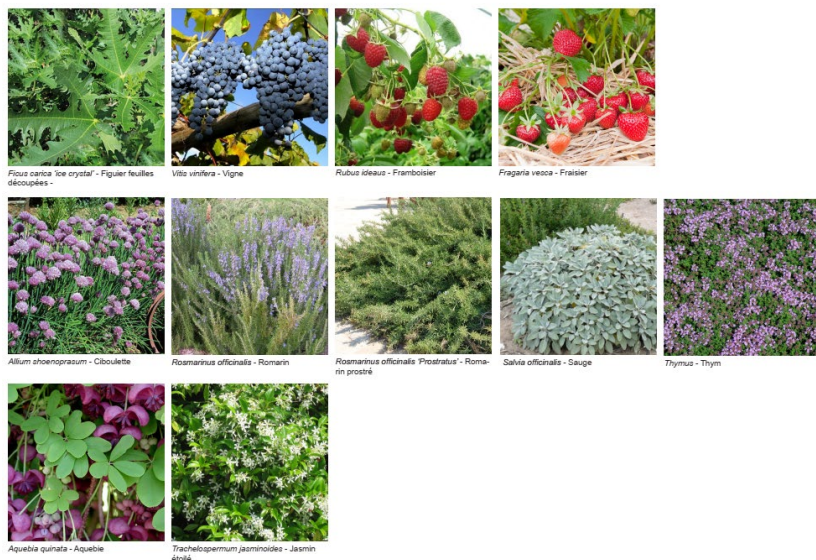 Ficus carica 'ice crystal' - Figuier feuilles
découpées -
Vitis vinifera - Vigne
Rubus ideaus - Framboisier
Fragaria vesca - Fraisier
Allium shoenoprasum - Ciboulette
Rosmarinus officinalis - Romarin
Rosmarinus officinalis 'Prostratus' - Roma-
rin prostré
Salvia officinalis - Sauge
Thymus - Thym
Aquebia quinata - Aquebie
Trachelospermum jasminoides - Jasmin
étoilé